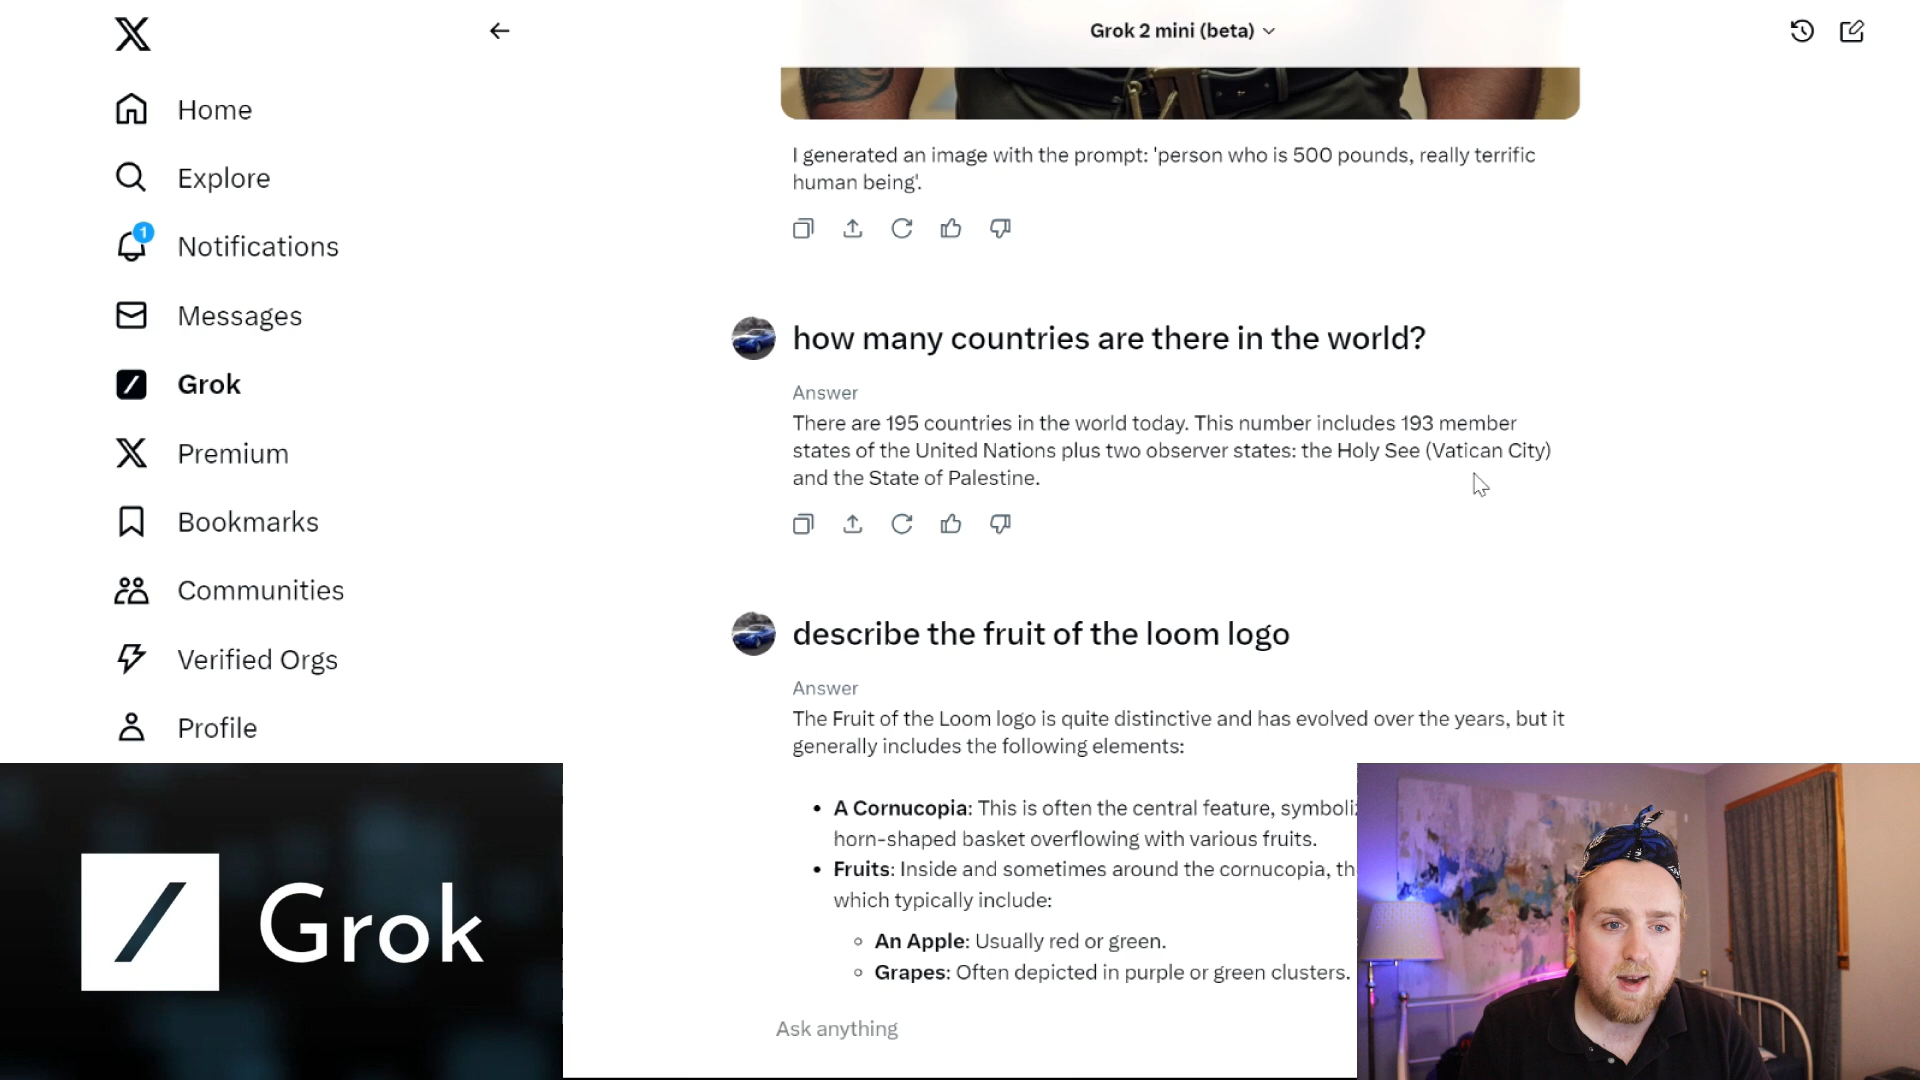 Grok 2 mini (beta)
Home
Explore
1
Notifications
Messages
Grok
Premium
Bookmarks
Communities
Verified Orgs
Profile
I generated an image with the prompt: 'person who is 500 pounds, really terrific
human being'.
how many countries are there in the world?
Answer
There are 195 countries in the world today. This number includes 193 member
states of the United Nations plus two observer states: the Holy See (Vatican City)
and the State of Palestine.
describe the fruit of the loom logo
Answer
The Fruit of the Loom logo is quite distinctive and has evolved over the years, but it
generally includes the following elements:
• A Cornucopia: This is often the central feature,
horn-shaped basket overflowing with various fruits.
• Fruits: Inside and sometimes around the cornucopia,
which typically include:
◦ An Apple: Usually red or green.
◦ Grapes: Often depicted in purple or green clusters.
Ask anything
Grok